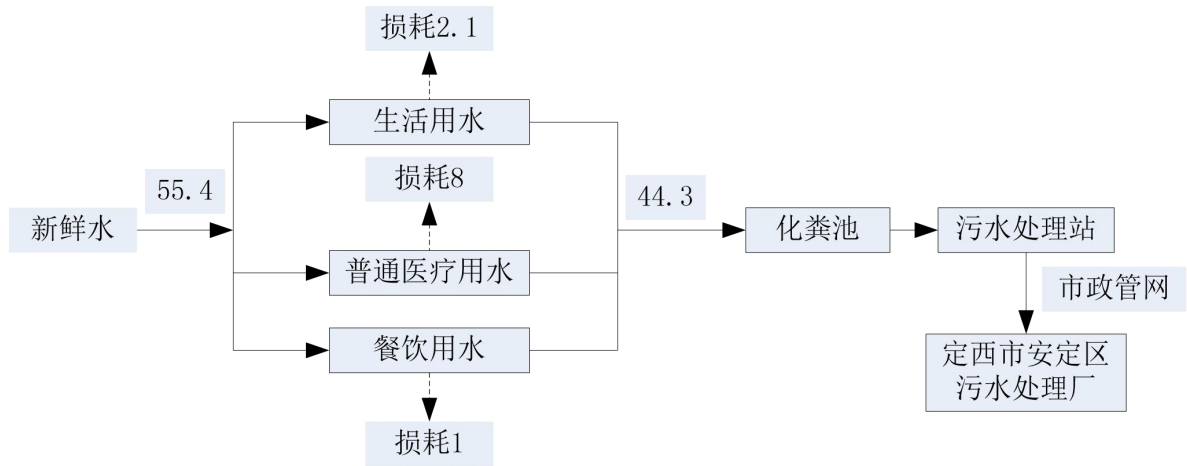 损耗2.1
生活用水
损耗8
55.4
44.3
新鲜水
化粪池
污水处理站
普通医疗用水
市政管网
餐饮用水
定西市安定区
污水处理厂
损耗1